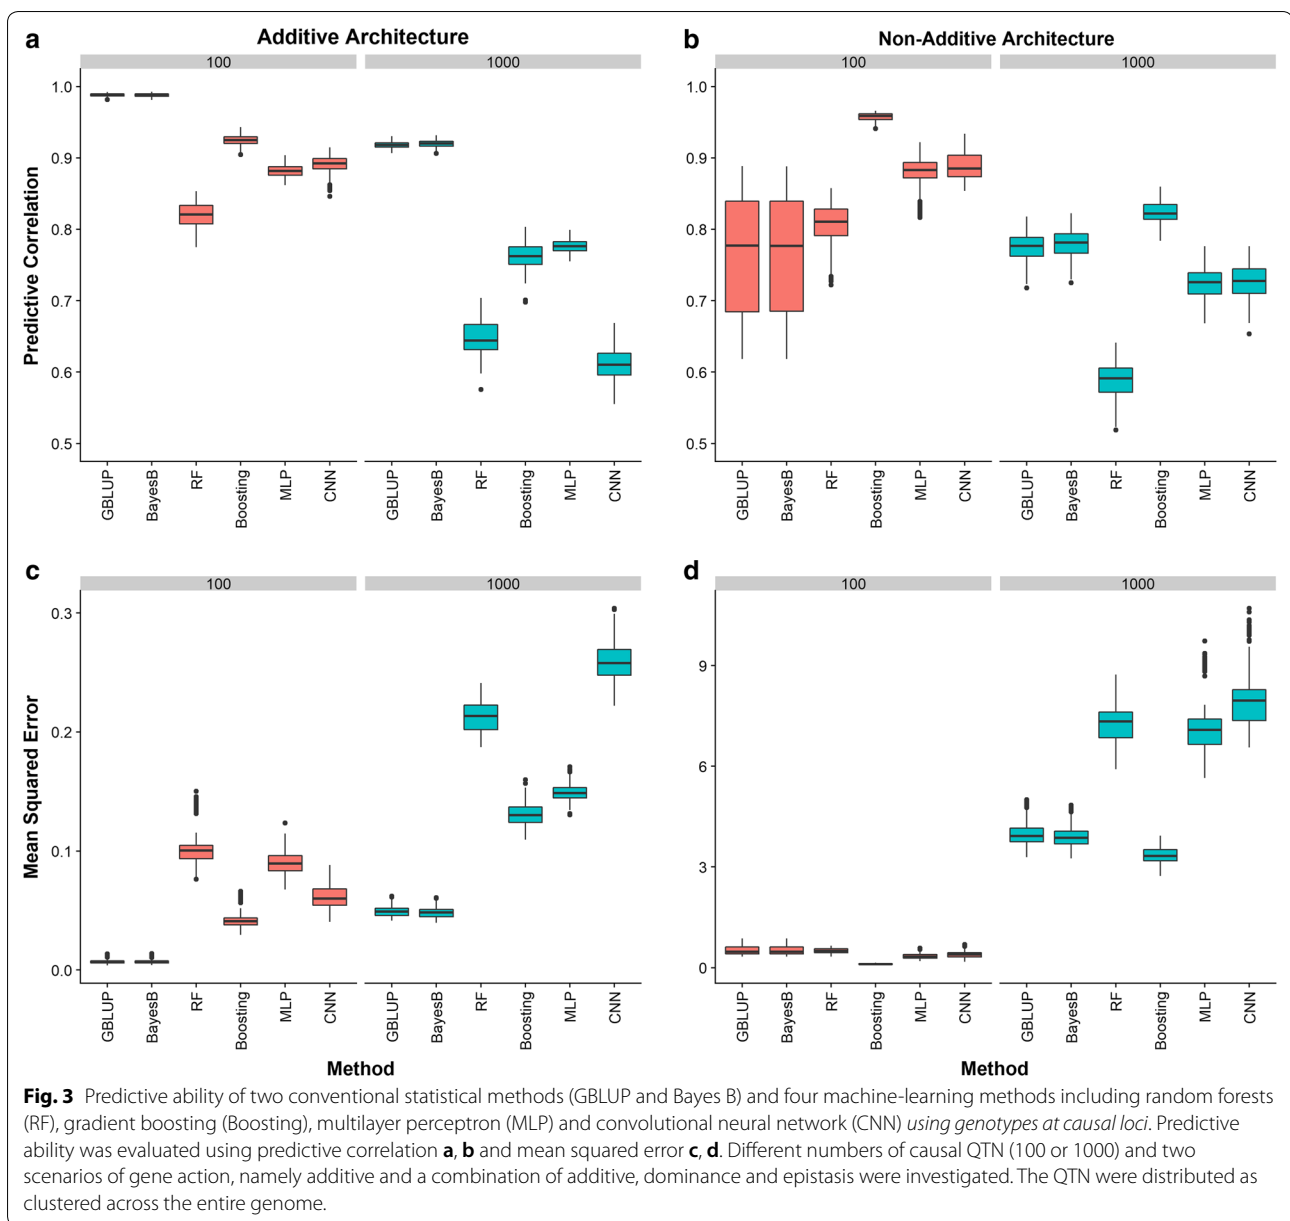 a
Additive Architecture
100
1000
Predictive Correlation
1.0
0.9
0.8
0.7
0.6
0.5
GBLUP
BayesB
RF
Boosting
MLP
CNN
GBLUP
BayesB
RF
Boosting
MLP
CNN
b
Non-Additive Architecture
100
1000
1.0
0.9
0.8
0.7
0.6
0.5
GBLUP
BayesB
RF
Boosting
MLP
CNN
GBLUP
BayesB
RF
Boosting
MLP
CNN
c
100
1000
Mean Squared Error
0.3
0.2
0.1
0.0
GBLUP
BayesB
RF
Boosting
MLP
CNN
GBLUP
BayesB
RF
Boosting
MLP
CNN
Method
d
100
1000
9
6
3
0
GBLUP
BayesB
RF
Boosting
MLP
CNN
GBLUP
BayesB
RF
Boosting
MLP
CNN
Method
Fig. 3 Predictive ability of two conventional statistical methods (GBLUP and Bayes B) and four machine-learning methods including random forests
(RF), gradient boosting (Boosting), multilayer perceptron (MLP) and convolutional neural network (CNN) using genotypes at causal loci. Predictive
ability was evaluated using predictive correlation a, b and mean squared error c, d. Different numbers of causal QTN (100 or 1000) and two
scenarios of gene action, namely additive and a combination of additive, dominance and epistasis were investigated. The QTN were distributed as
clustered across the entire genome.